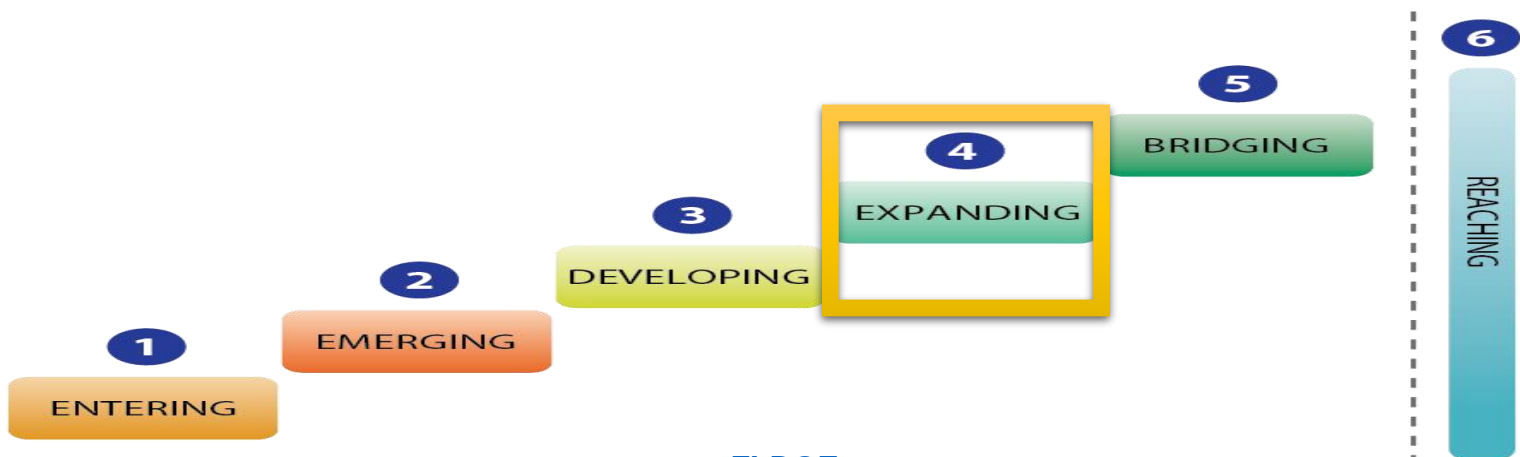 1
ENTERING
2
EMERGING
3
DEVELOPING
4
EXPANDING
5
BRIDGING
6
REACHING